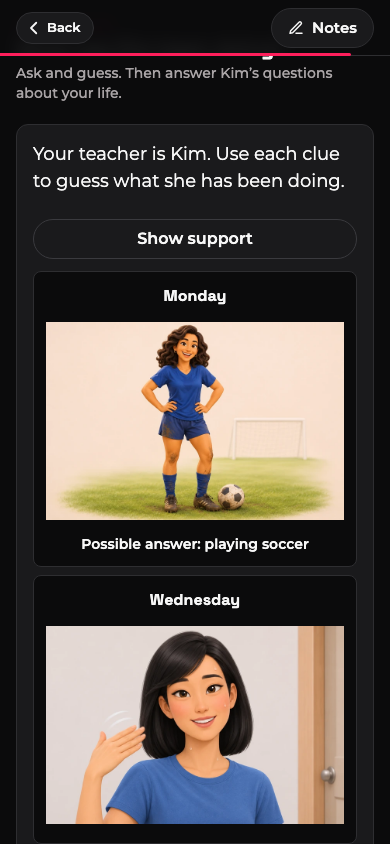 Back
Notes
Ask and guess. Then answer Kim's questions
about your life.
Your teacher is Kim. Use each clue
to guess what she has been doing.
Show support
Monday
Possible answer: playing soccer
Wednesday